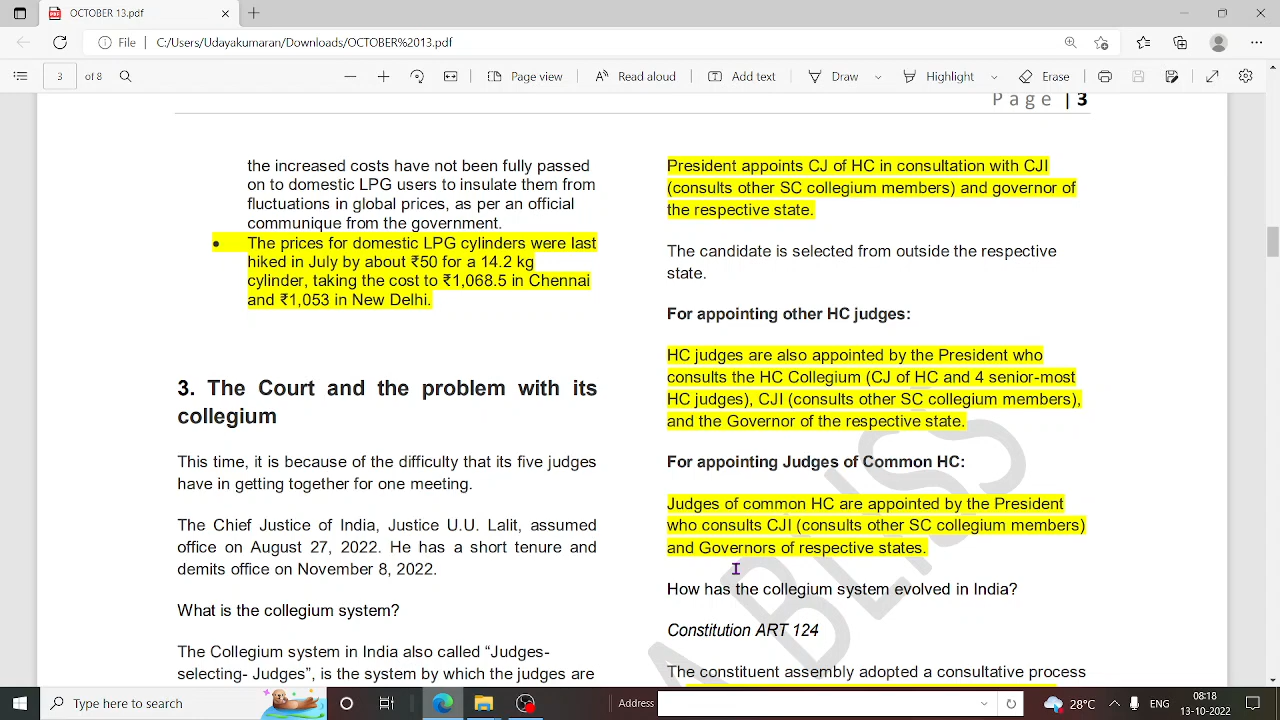 OCTOBER 13.pdf
File
C:/Users/Udayakumaran/Downloads/OCTOBER%2013.pdf
3 of 8
Page view
Read aloud
Add text
Draw
Highlight
Erase
Page | 3
the increased costs have not been fully passed
on to domestic LPG users to insulate them from
fluctuations in global prices, as per an official
communique from the government.
• The prices for domestic LPG cylinders were last
hiked in July by about ₹50 for a 14.2 kg
cylinder, taking the cost to ₹1,068.5 in Chennai
and ₹1,053 in New Delhi.
3. The Court and the problem with its
collegium
This time, it is because of the difficulty that its five judges
have in getting together for one meeting.
The Chief Justice of India, Justice U.U. Lalit, assumed
office on August 27, 2022. He has a short tenure and
demits office on November 8, 2022.
What is the collegium system?
The Collegium system in India also called “Judges-
selecting- Judges”, is the system by which the judges are
President appoints CJ of HC in consultation with CJI
(consults other SC collegium members) and governor of
the respective state.
The candidate is selected from outside the respective
state.
For appointing other HC judges:
HC judges are also appointed by the President who
consults the HC Collegium (CJ of HC and 4 senior-most
HC judges), CJI (consults other SC collegium members),
and the Governor of the respective state.
For appointing Judges of Common HC:
Judges of common HC are appointed by the President
who consults CJI (consults other SC collegium members)
and Governors of respective states.
How has the collegium system evolved in India?
Constitution ART 124
The constituent assembly adopted a consultative process
Type here to search
Address
28°C
ENG
08:18
13-10-2022